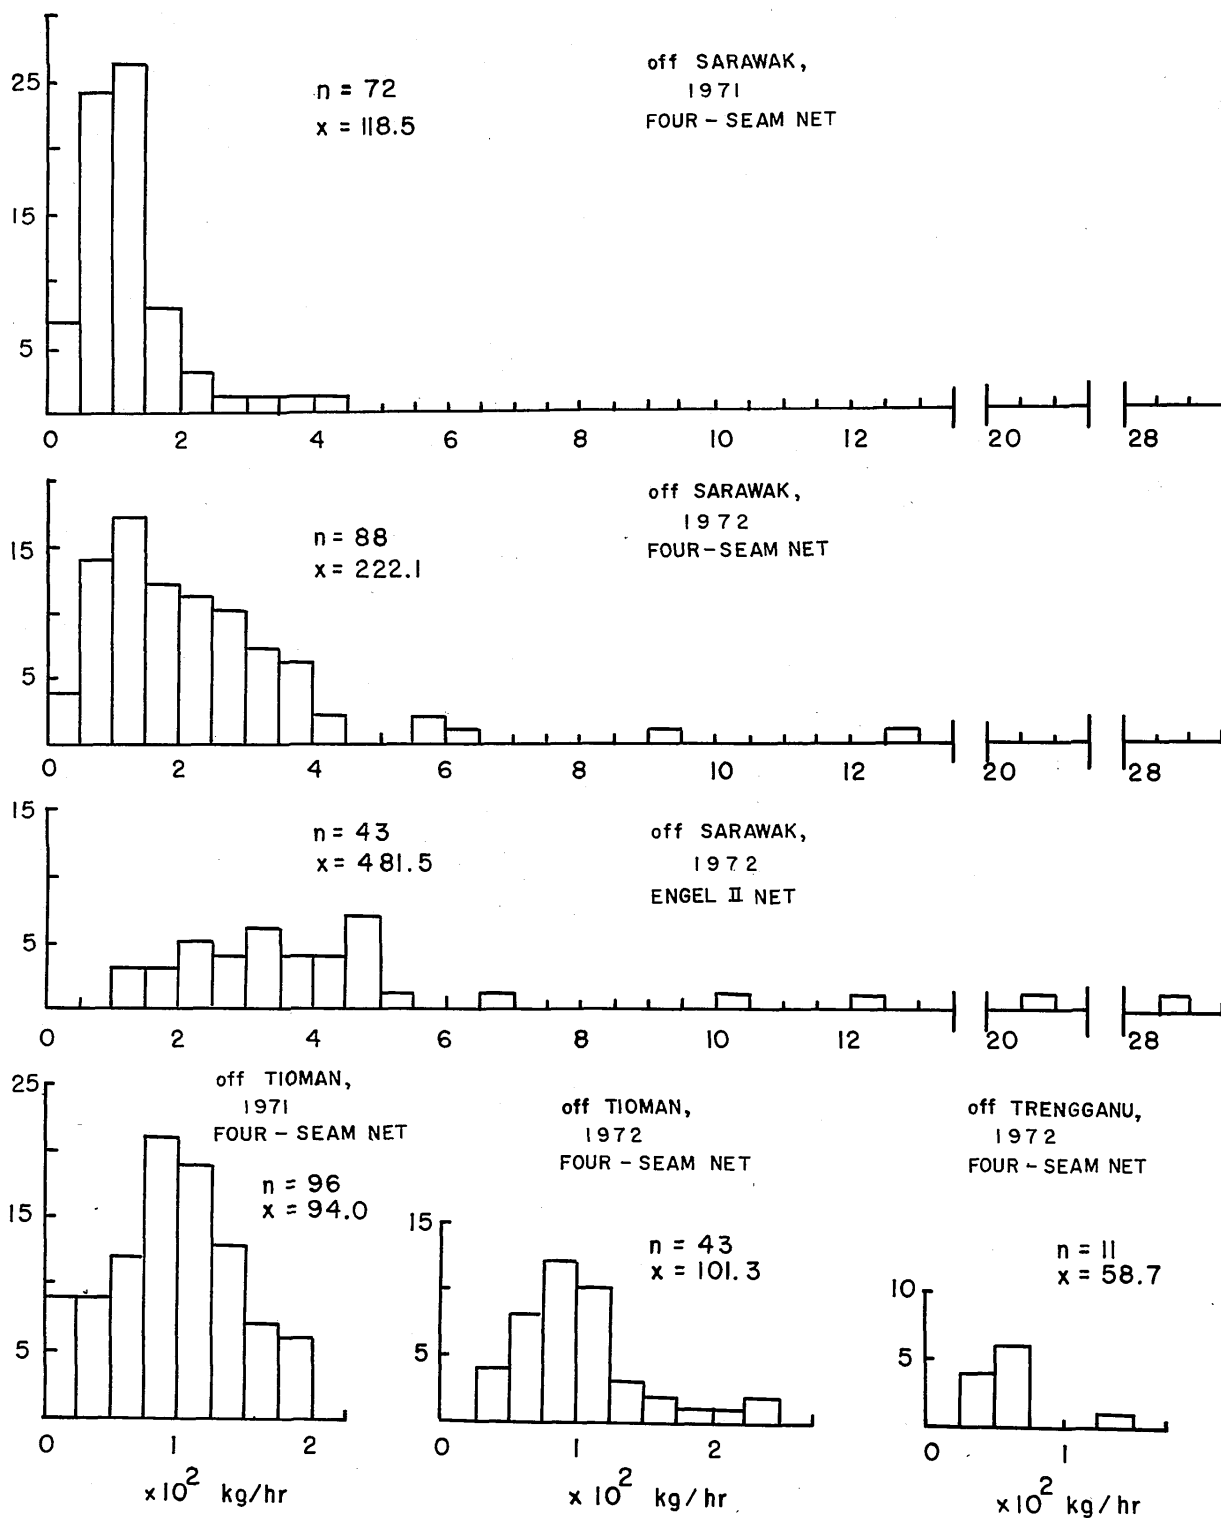 25
15
5
n = 72
x = 118.5
off SARAWAK,
1971
FOUR - SEAM NET
0 2 4 6 8 10 12 20 28
15
5
n = 88
x = 222.1
off SARAWAK,
1972
FOUR-SEAM NET
0 2 4 6 8 10 12 20 28
15
5
n = 43
x = 481.5
off SARAWAK,
1972
ENGEL II NET
0 2 4 6 8 10 12 20 28
25
15
5
off TIOMAN,
1971
FOUR - SEAM NET
n = 96
x = 94.0
0 1 2
x10² kg/hr
off TIOMAN,
1972
FOUR - SEAM NET
15
5
n = 43
x = 101.3
0 1 2
x 10² kg/hr
off TRENGGANU,
1972
FOUR - SEAM NET
n = 11
x = 58.7
10
5
0 1
x10² kg/hr